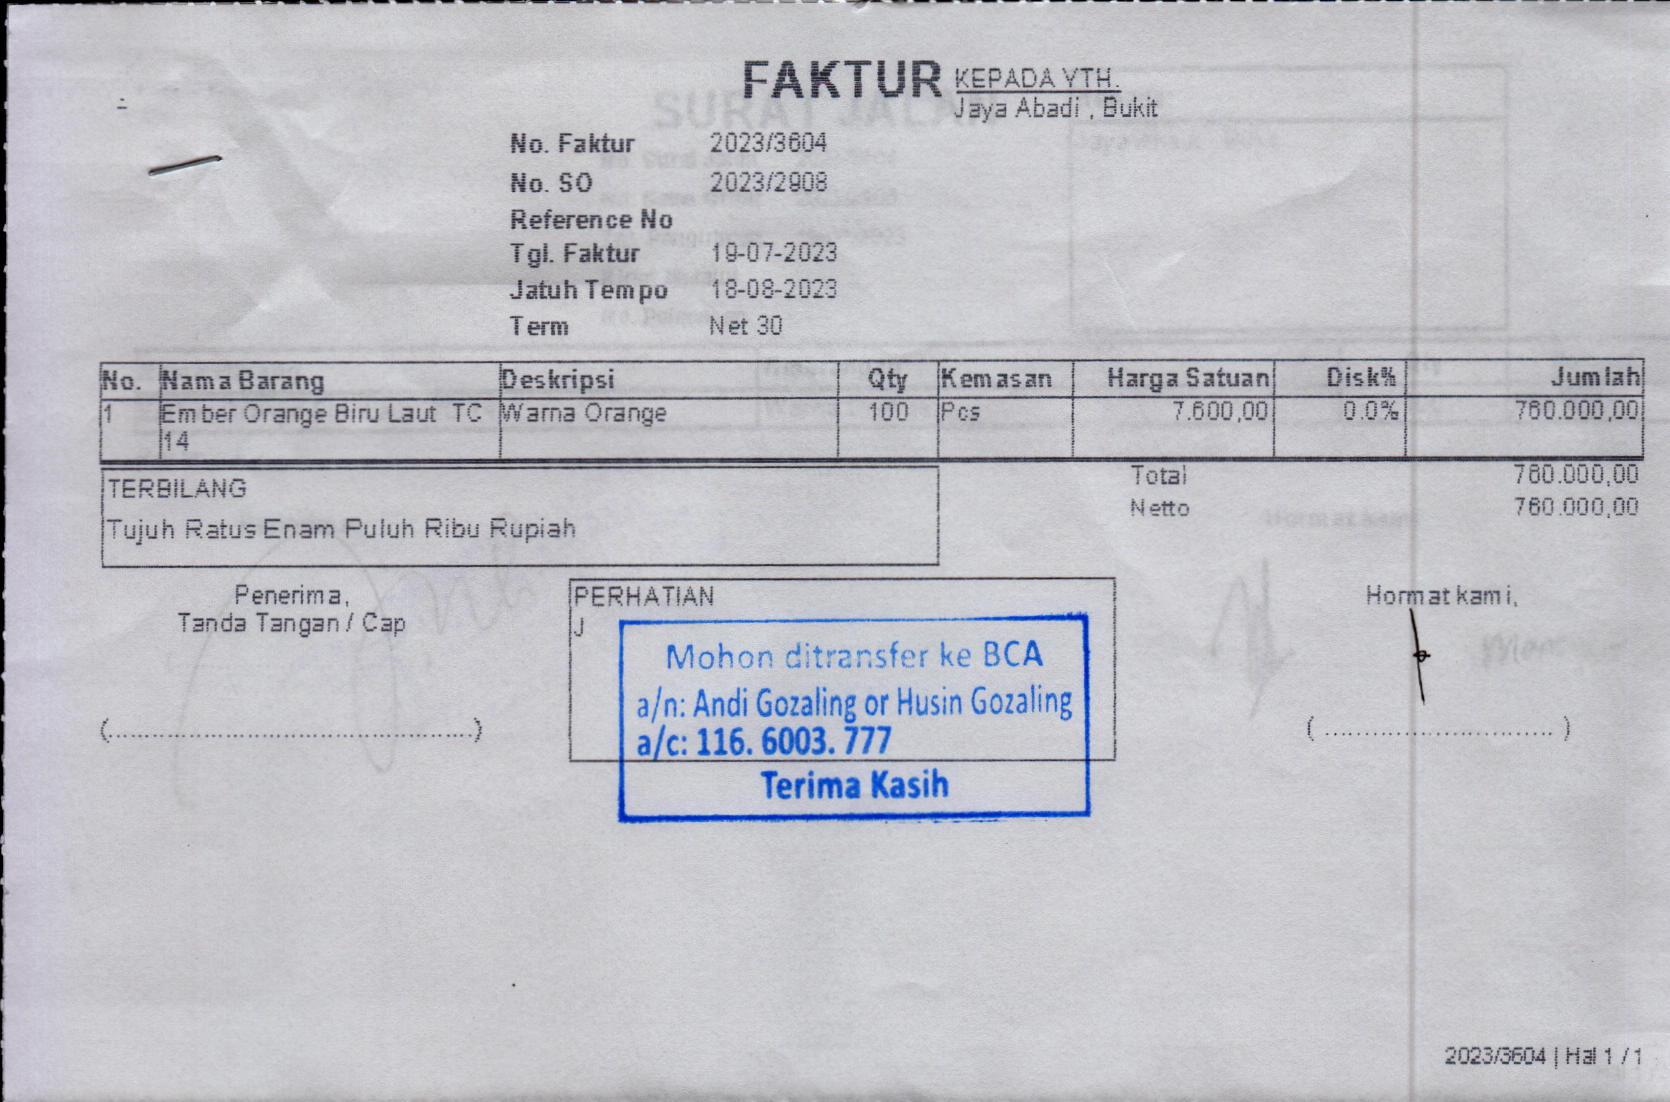 FAKTUR
KEPADA YTH.
Jaya Abadi , Bukit
No. Faktur 2023/3604
No. SO 2023/2908
Reference No
Tgl. Faktur 19-07-2023
Jatuh Tempo 18-08-2023
Term Net 30
No. Nama Barang Deskripsi Qty Kemasan Harga Satuan Disk% Jumlah
1 Ember Orange Biru Laut TC Warna Orange 100 Pcs 7.600,00 0.0% 760.000,00
14
Total 760.000,00
Netto 760.000,00
TERBILANG
Tujuh Ratus Enam Puluh Ribu Rupiah
Penerima,
Tanda Tangan / Cap
(................................................)
PERHATIAN
J
Mohon ditransfer ke BCA
a/n: Andi Gozaling or Husin Gozaling
a/c: 116. 6003. 777
Terima Kasih
Hormat kami,
( .............................. )
2023/3604 | Hal 1 / 1
SURAT JALAN